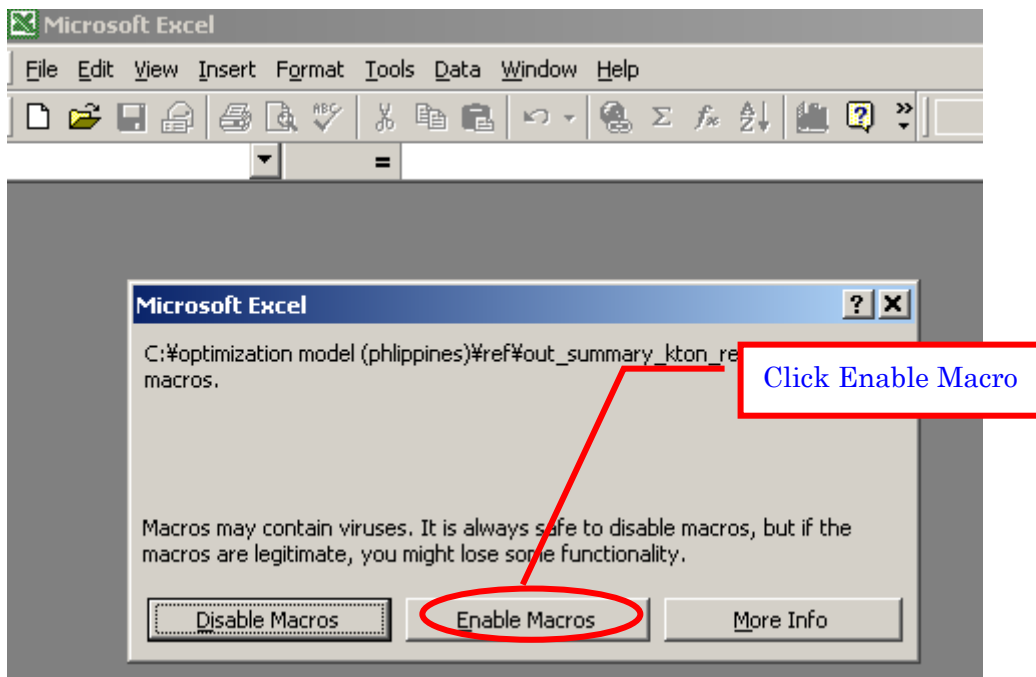 Microsoft Excel
File Edit View Insert Format Tools Data Window Help
=
Microsoft Excel
C:¥optimization model (phlippines)¥ref¥out_summary_kton_re
macros.
Click Enable Macro
Macros may contain viruses. It is always safe to disable macros, but if the
macros are legitimate, you might lose some functionality.
Disable Macros Enable Macros More Info